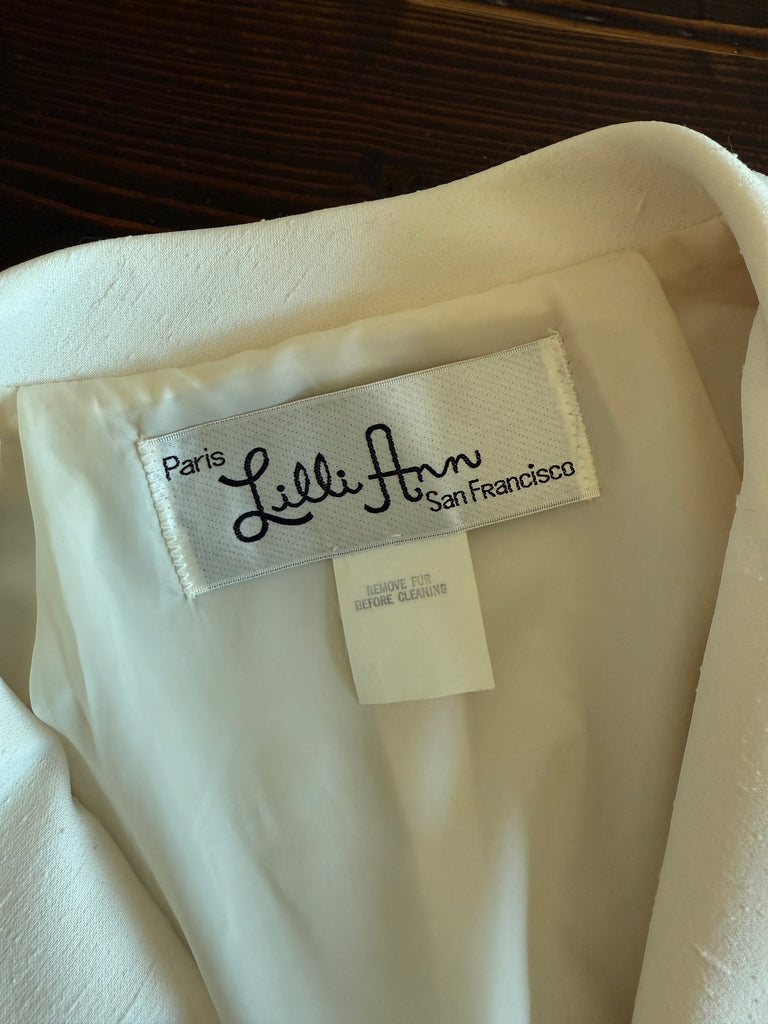 Paris
Lilli Ann
San Francisco
REMOVE FUR
BEFORE CLEANING